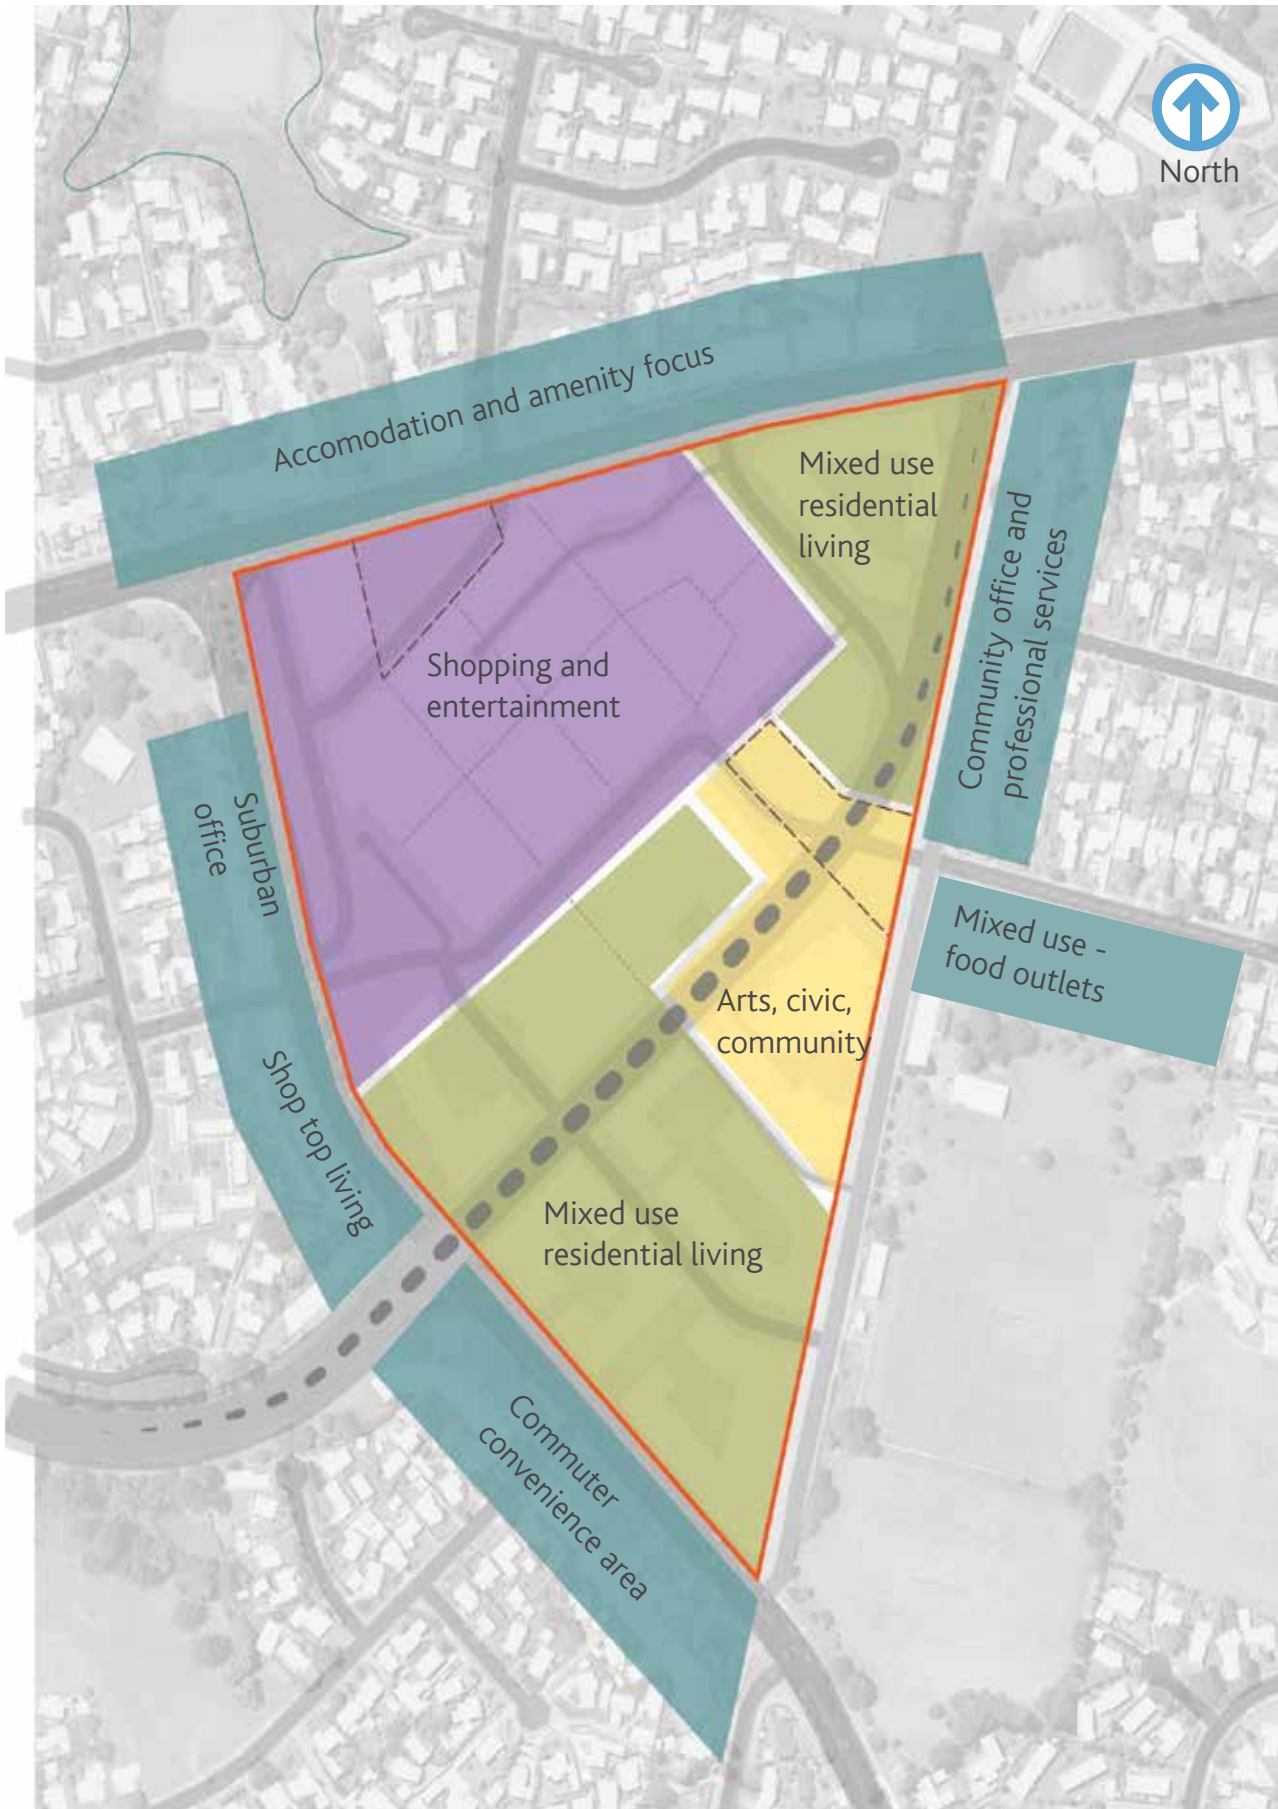 North
Accomodation and amenity focus
Mixed use
residential
living
Community office and
professional services
Shopping and
entertainment
Suburban
office
Mixed use -
food outlets
Arts, civic,
community
Shop top living
Mixed use
residential living
Commuter
convenience area